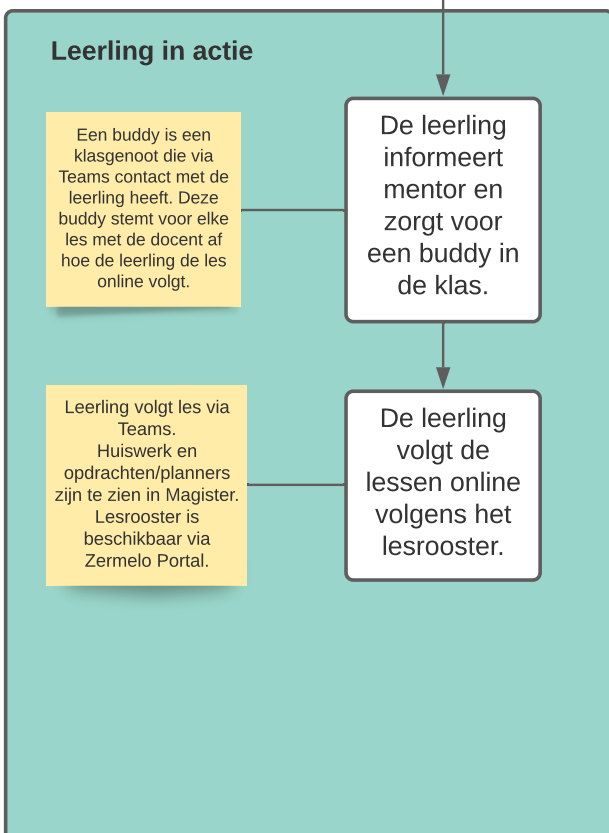 Leerling in actie
Een buddy is een
klasgenoot die via
Teams contact met de
leerling heeft. Deze
buddy stemt voor elke
les met de docent af
hoe de leerling de les
online volgt.
De leerling
informeert
mentor en
zorgt voor
een buddy in
de klas.
Leerling volgt les via
Teams.
Huiswerk en
opdrachten/planners
zijn te zien in Magister.
Lesrooster is
beschikbaar via
Zermelo Portal.
De leerling
volgt de
lessen online
volgens het
lesrooster.